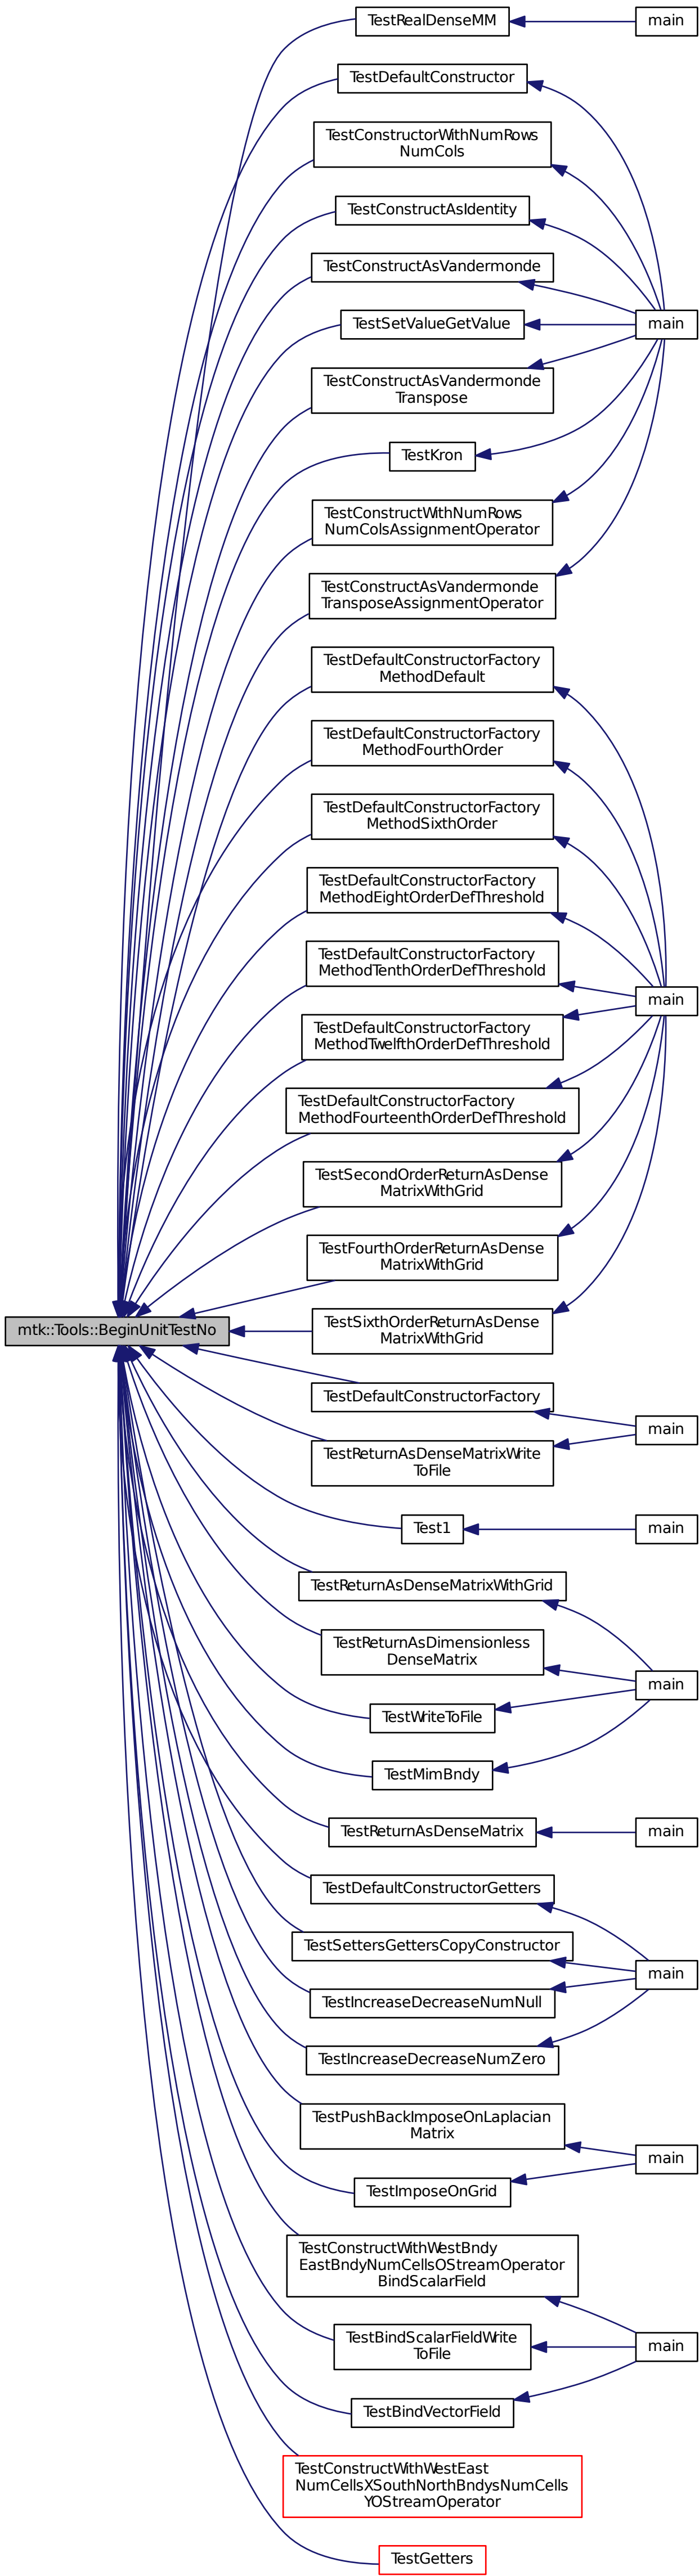 TestRealDenseMM
main
TestDefaultConstructor
TestConstructorWithNumRows
NumCols
TestConstructAsIdentity
TestConstructAsVandermonde
TestSetValueGetValue
main
TestConstructAsVandermonde
Transpose
TestKron
TestConstructWithNumRows
NumColsAssignmentOperator
TestConstructAsVandermonde
TransposeAssignmentOperator
TestDefaultConstructorFactory
MethodDefault
TestDefaultConstructorFactory
MethodFourthOrder
TestDefaultConstructorFactory
MethodSixthOrder
TestDefaultConstructorFactory
MethodEightOrderDefThreshold
TestDefaultConstructorFactory
MethodTenthOrderDefThreshold
main
TestDefaultConstructorFactory
MethodTwelfthOrderDefThreshold
TestDefaultConstructorFactory
MethodFourteenthOrderDefThreshold
TestSecondOrderReturnAsDense
MatrixWithGrid
TestFourthOrderReturnAsDense
MatrixWithGrid
mtk::Tools::BeginUnitTestNo
TestSixthOrderReturnAsDense
MatrixWithGrid
TestDefaultConstructorFactory
main
TestReturnAsDenseMatrixWrite
ToFile
Test1
main
TestReturnAsDenseMatrixWithGrid
TestReturnAsDimensionless
DenseMatrix
main
TestWriteToFile
TestMimBndy
TestReturnAsDenseMatrix
main
TestDefaultConstructorGetters
TestSettersGettersCopyConstructor
main
TestIncreaseDecreaseNumNull
TestIncreaseDecreaseNumZero
TestPushBackImposeOnLaplacian
Matrix
main
TestImposeOnGrid
TestConstructWithWestBndy
EastBndyNumCellsOStreamOperator
BindScalarField
TestBindScalarFieldWrite
ToFile
main
TestBindVectorField
TestConstructWithWestEast
NumCellsXSouthNorthBndysNumCells
YOStreamOperator
TestGetters